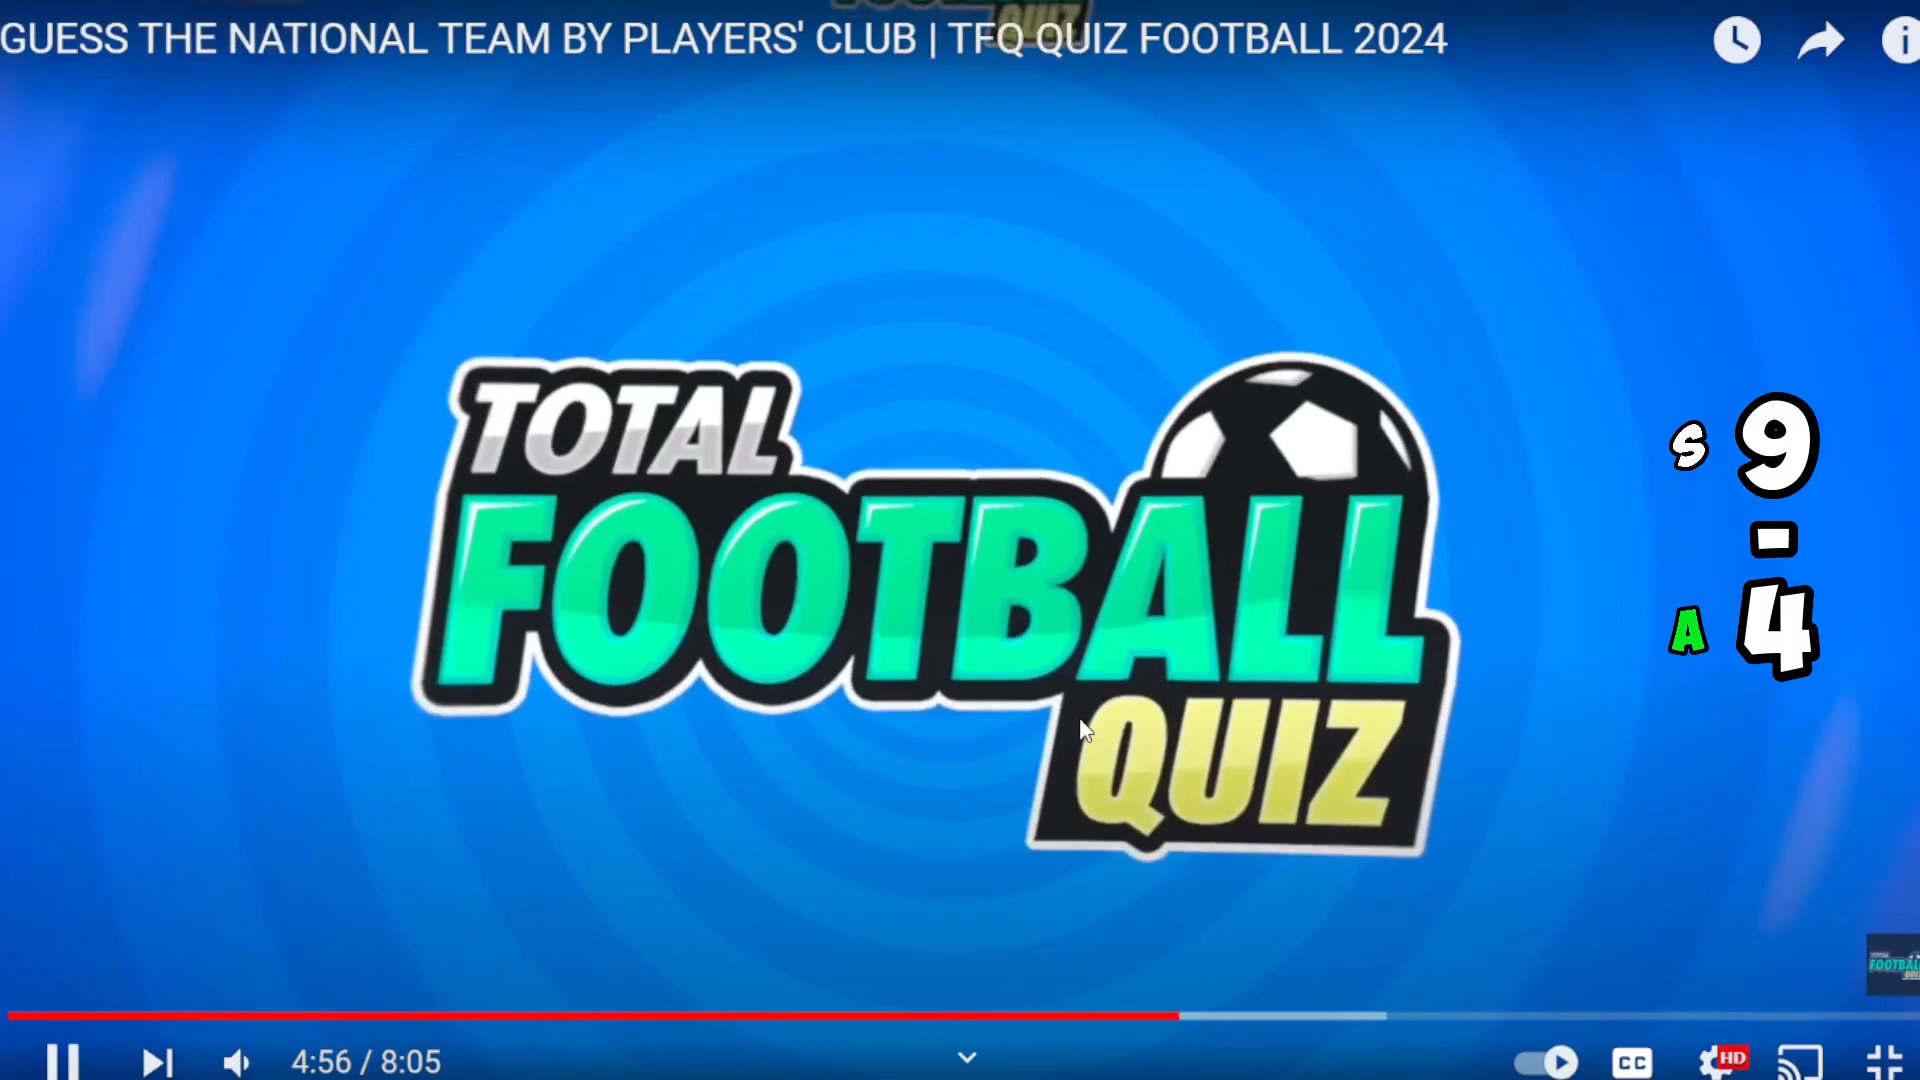 GUESS THE NATIONAL TEAM BY PLAYERS' CLUB | TFQ QUIZ FOOTBALL 2024
TOTAL
FOOTBALL
QUIZ
S 9
-
A 4
4:56 / 8:05
CC
HD